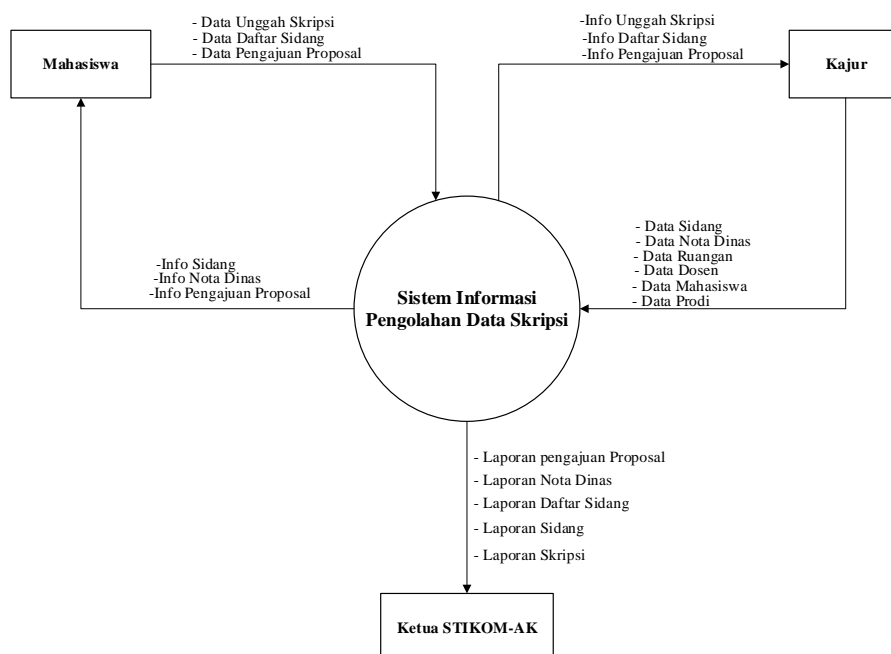 - Data Unggah Skripsi
- Data Daftar Sidang
- Data Pengajuan Proposal
Mahasiswa
-Info Unggah Skripsi
-Info Daftar Sidang
-Info Pengajuan Proposal
Kajur
-Info Sidang
-Info Nota Dinas
-Info Pengajuan Proposal
Sistem Informasi
Pengolahan Data Skripsi
- Data Sidang
- Data Nota Dinas
- Data Ruangan
- Data Dosen
- Data Mahasiswa
- Data Prodi
- Laporan pengajuan Proposal
- Laporan Nota Dinas
- Laporan Daftar Sidang
- Laporan Sidang
- Laporan Skripsi
Ketua STIKOM-AK